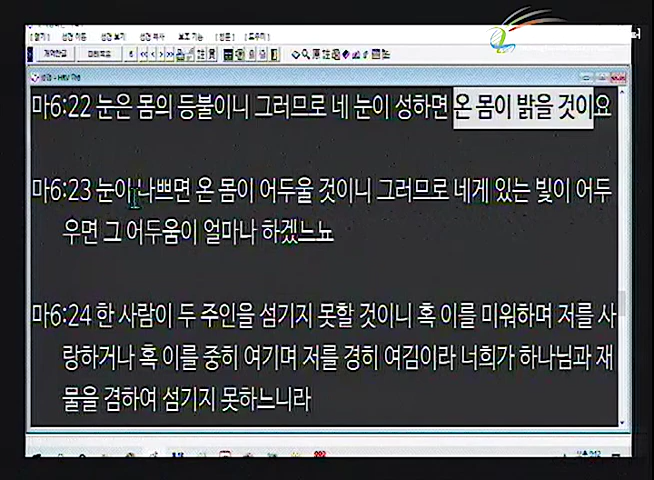 개역한글
마6:22 눈은 몸의 등불이니 그러므로 네 눈이 성하면 온 몸이 밝을 것이요
마6:23 눈이 나쁘면 온 몸이 어두울 것이니 그러므로 네게 있는 빛이 어두
우면 그 어두움이 얼마나 하겠느뇨
마6:24 한 사람이 두 주인을 섬기지 못할 것이니 혹 이를 미워하며 저를 사
랑하거나 혹 이를 중히 여기며 저를 경히 여김이라 너희가 하나님과 재
물을 겸하여 섬기지 못하느니라